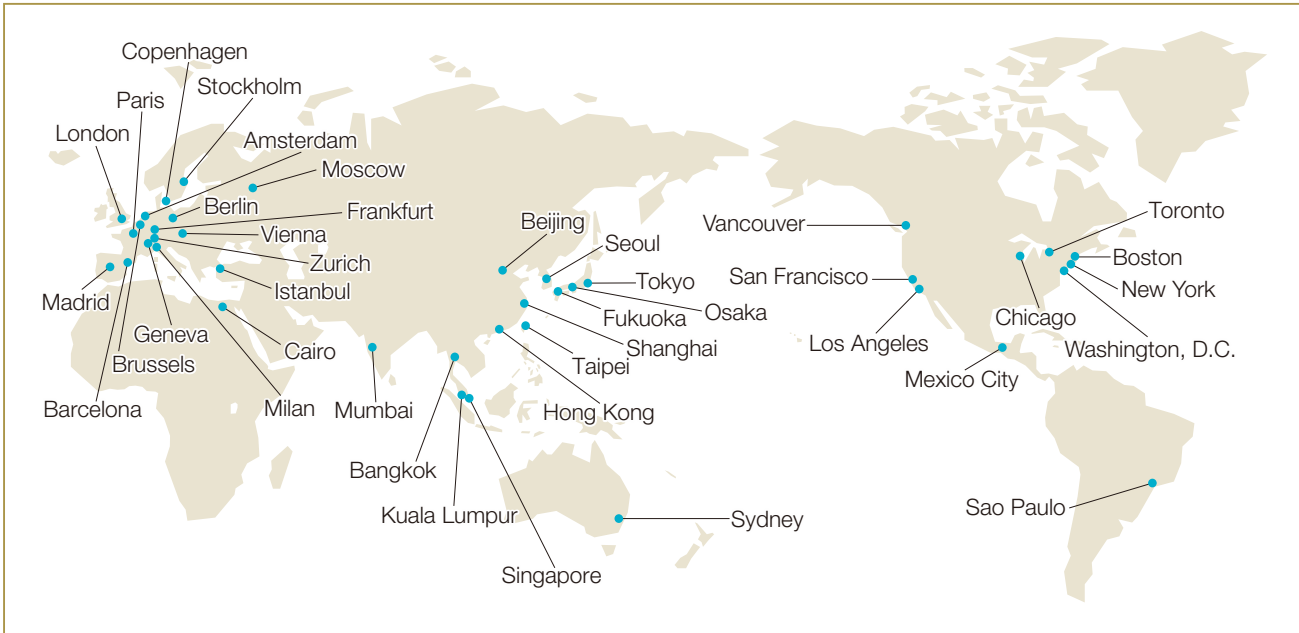 Copenhagen
Stockholm
Paris
London
Amsterdam
Moscow
Berlin
Frankfurt
Vienna
Zurich
Istanbul
Madrid
Geneva
Brussels
Cairo
Barcelona
Milan
Mumbai
Beijing
Seoul
Tokyo
Osaka
Fukuoka
Shanghai
Taipei
Hong Kong
Bangkok
Kuala Lumpur
Singapore
Sydney
Vancouver
San Francisco
Los Angeles
Toronto
Boston
New York
Chicago
Washington, D.C.
Mexico City
Sao Paulo